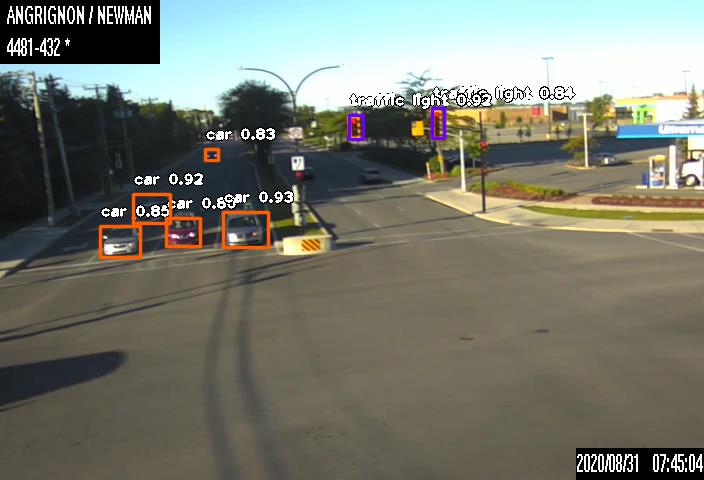 ANGRIGNON / NEWMAN
4481-432 *
traffic light 0.92
traffic light 0.84
car 0.83
car 0.92
car 0.85
car 0.93
2020/08/31 07:45:04